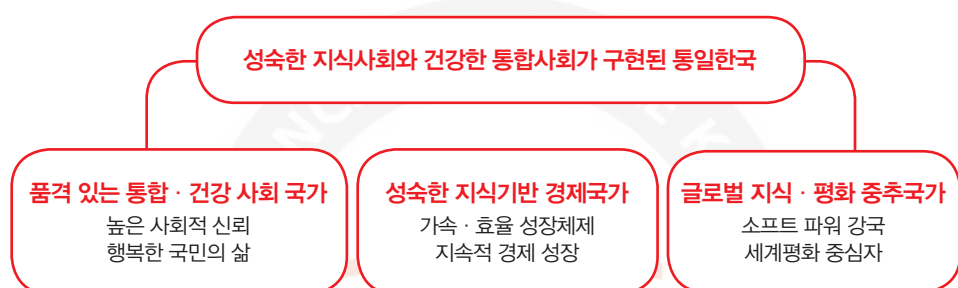 성숙한 지식사회와 건강한 통합사회가 구현된 통일한국
품격 있는 통합 · 건강 사회 국가
높은 사회적 신뢰
행복한 국민의 삶
성숙한 지식기반 경제국가
가속 · 효율 성장체제
지속적 경제 성장
글로벌 지식 · 평화 중추국가
소프트 파워 강국
세계평화 중심자